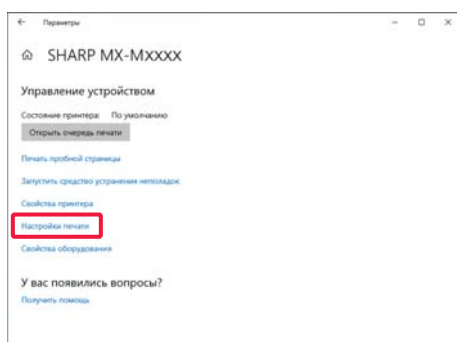 Параметры
SHARP MX-Mxxxx
Управление устройством
Состояние принтера: По умолчанию
Открыть очередь печати
Печать пробной страницы
Запустить средство устранения неполадок
Свойства принтера
Настройки печати
Свойства оборудования
У вас появились вопросы?
Получить помощь